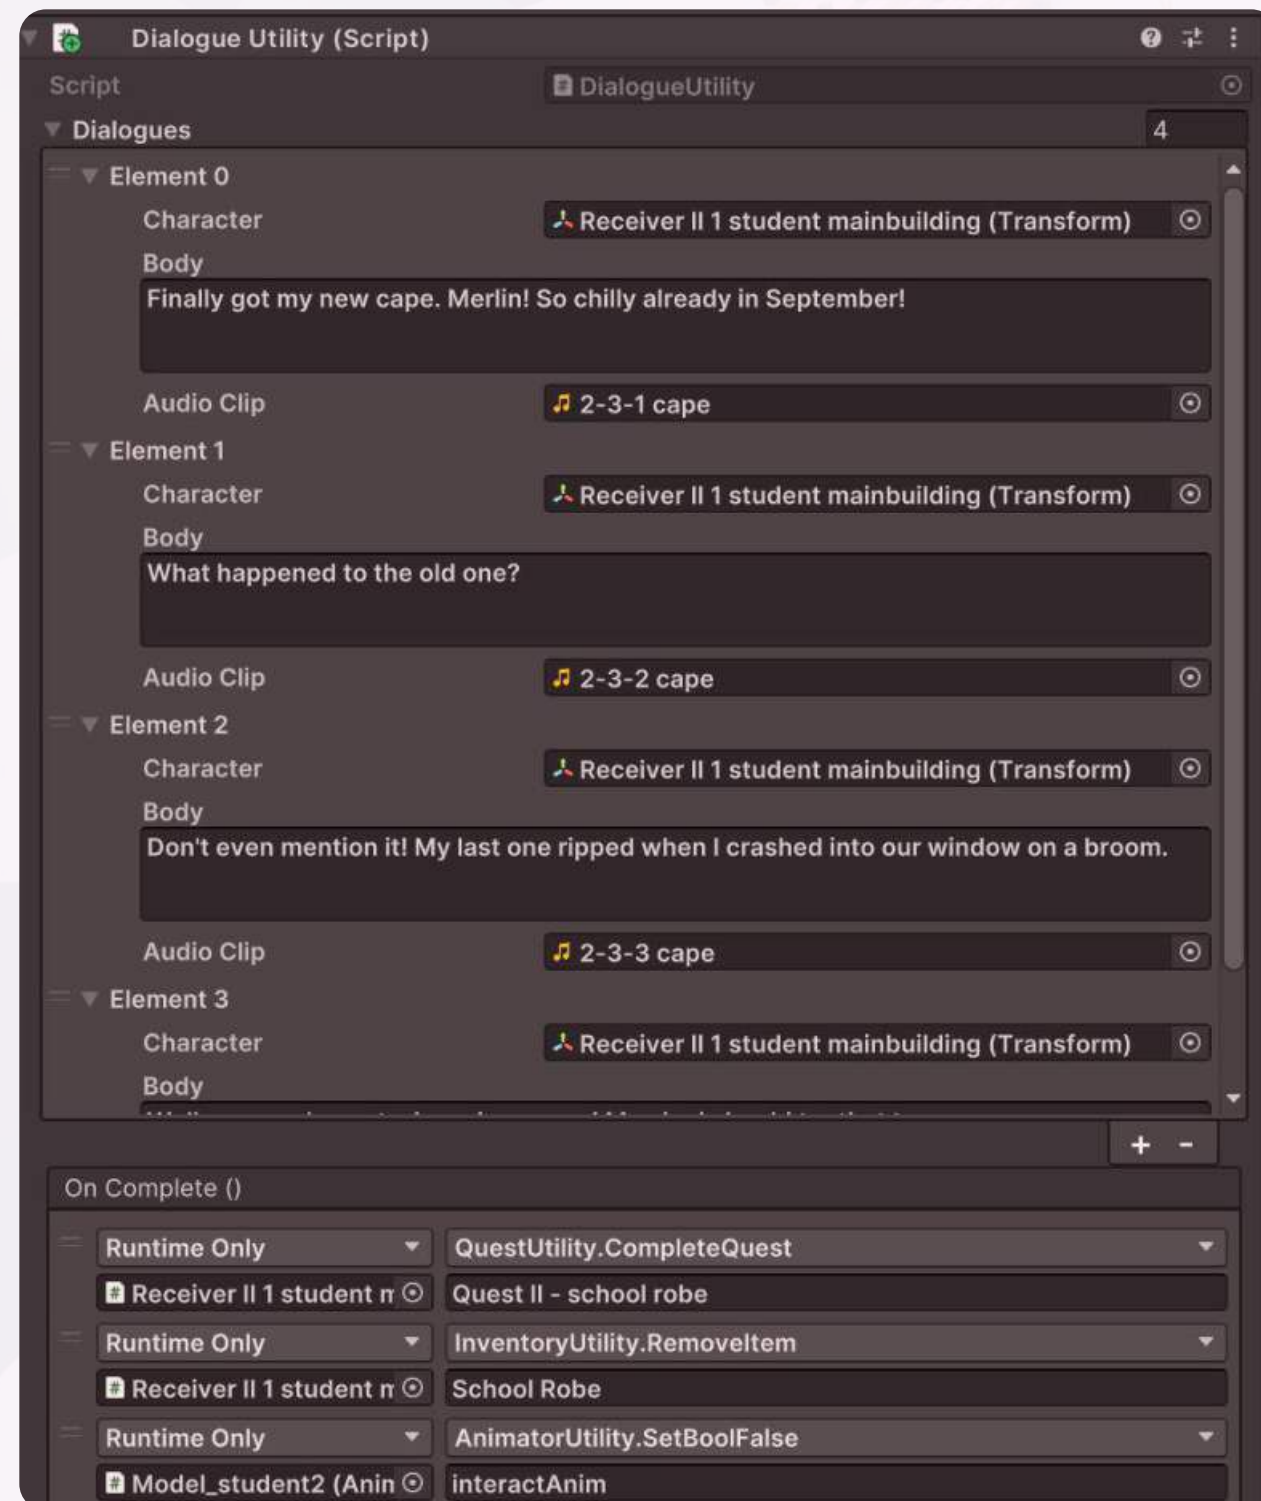 Dialogue Utility (Script)
Script DialogueUtility
Dialogues 4
Element 0
Character Receiver II 1 student mainbuilding (Transform)
Body
Finally got my new cape. Merlin! So chilly already in September!
Audio Clip 2-3-1 cape
Element 1
Character Receiver II 1 student mainbuilding (Transform)
Body
What happened to the old one?
Audio Clip 2-3-2 cape
Element 2
Character Receiver II 1 student mainbuilding (Transform)
Body
Don't even mention it! My last one ripped when I crashed into our window on a broom.
Audio Clip 2-3-3 cape
Element 3
Character Receiver II 1 student mainbuilding (Transform)
Body
+ -
On Complete ()
Runtime Only QuestUtility.CompleteQuest
Receiver II 1 student Quest II - school robe
Runtime Only InventoryUtility.RemoveItem
Receiver II 1 student School Robe
Runtime Only AnimatorUtility.SetBoolFalse
Model_student2 (Anin interactAnim